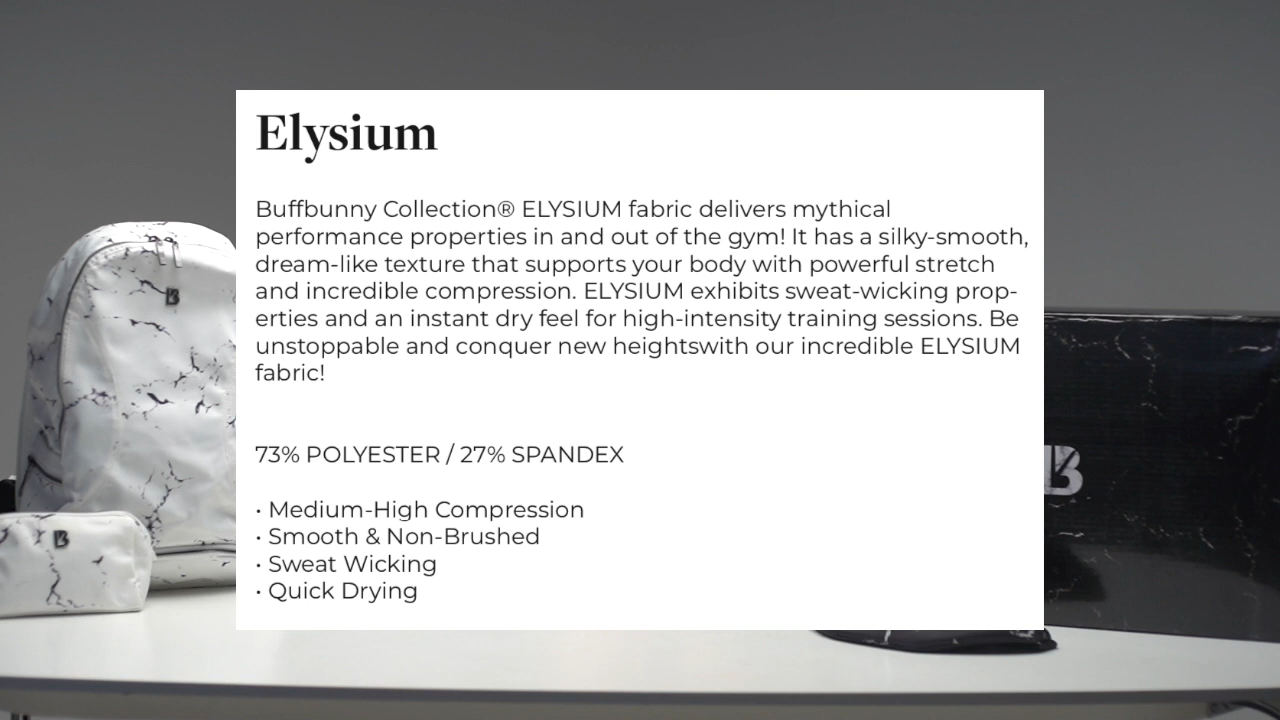 Elysium
Buffbunny Collection® ELYSIUM fabric delivers mythical
performance properties in and out of the gym! It has a silky-smooth,
dream-like texture that supports your body with powerful stretch
and incredible compression. ELYSIUM exhibits sweat-wicking prop-
erties and an instant dry feel for high-intensity training sessions. Be
unstoppable and conquer new heightswith our incredible ELYSIUM
fabric!
73% POLYESTER / 27% SPANDEX
• Medium-High Compression
• Smooth & Non-Brushed
• Sweat Wicking
• Quick Drying